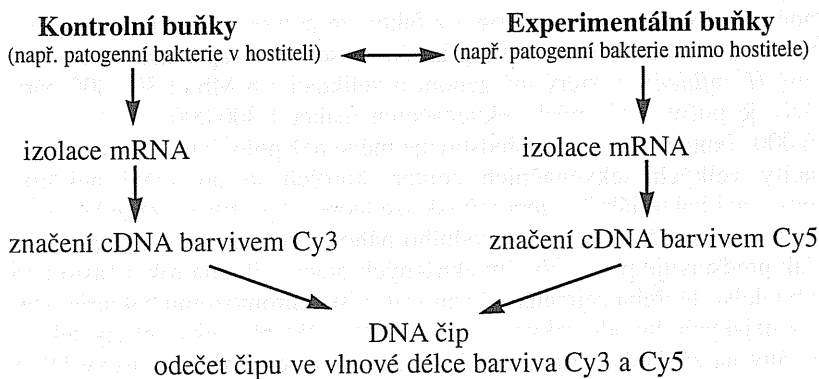 Kontrolní buňky
(např. patogenní bakterie v hostiteli)
Experimentální buňky
(např. patogenní bakterie mimo hostitele)
izolace mRNA
izolace mRNA
značení cDNA barvivem Cy3
značení cDNA barvivem Cy5
DNA čip
odečet čipu ve vlnové délce barviva Cy3 a Cy5